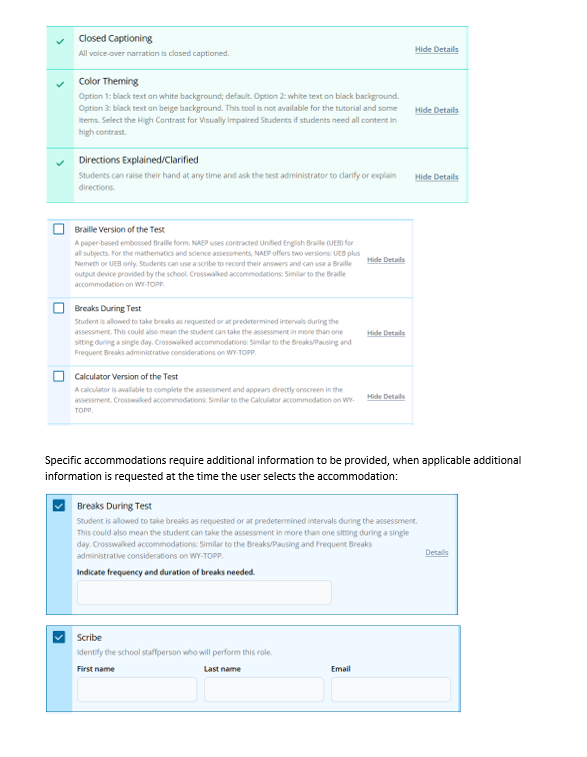 Closed Captioning
All voice-over narration is closed captioned.
Hide Details
Color Theming
Option 1: black text on white background; default. Option 2: white text on black background.
Option 3: black text on beige background. This tool is not available for the tutorial and some
items. Select the High Contrast for Visually Impaired Students if students need all content in
high contrast.
Hide Details
Directions Explained/Clarified
Students can raise their hand at any time and ask the test administrator to clarify or explain
directions.
Hide Details
Braille Version of the Test
A paper-based embossed Braille form. NAEP uses contracted Unified English Braille (UEB) for
all subjects. For the mathematics and science assessments, NAEP offers two versions: UEB plus
Nemeth or UEB only. Students can use a scribe to record their answers and can use a Braille
output device provided by the school. Crosswalked accommodations: Similar to the Braille
accommodation on WY-TOPP.
Hide Details
Breaks During Test
Student is allowed to take breaks as requested or at predetermined intervals during the
assessment. This could also mean the student can take the assessment in more than one
sitting during a single day. Crosswalked accommodations: Similar to the Breaks/Pausing and
Frequent Breaks administrative considerations on WY-TOPP.
Hide Details
Calculator Version of the Test
A calculator is available to complete the assessment and appears directly onscreen in the
assessment. Crosswalked accommodations: Similar to the Calculator accommodation on WY-
TOPP.
Hide Details
Specific accommodations require additional information to be provided, when applicable additional
information is requested at the time the user selects the accommodation:
Breaks During Test
Student is allowed to take breaks as requested or at predetermined intervals during the assessment.
This could also mean the student can take the assessment in more than one sitting during a single
day. Crosswalked accommodations: Similar to the Breaks/Pausing and Frequent Breaks
administrative considerations on WY-TOPP.
Details
Indicate frequency and duration of breaks needed.
Scribe
Identify the school staffperson who will perform this role.
First name Last name Email